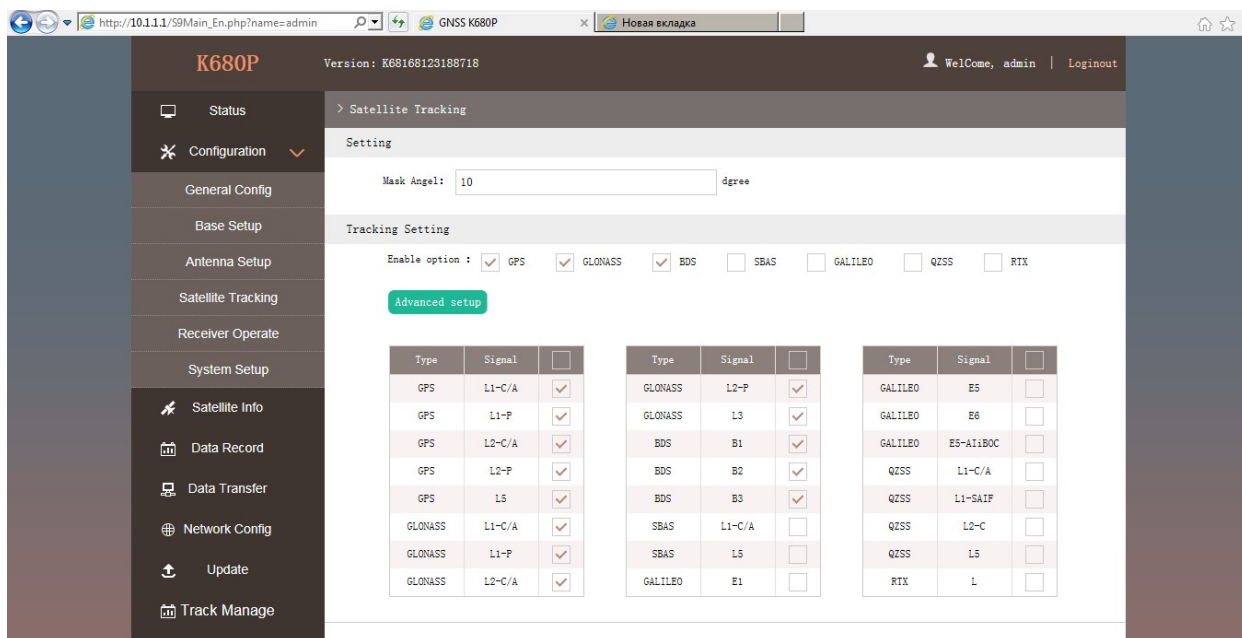 http://10.1.1.1/S9Main_En.php?name=admin
GNSS K680P
Новая вкладка
K680P
Version: K68168123188718
WelCome, admin | Loginout
Status
Configuration
General Config
Base Setup
Antenna Setup
Satellite Tracking
Receiver Operate
System Setup
Satellite Info
Data Record
Data Transfer
Network Config
Update
Track Manage
> Satellite Tracking
Setting
Mask Angel: 10 dgree
Tracking Setting
Enable option : GPS GLONASS BDS SBAS GALILEO QZSS RTX
Advanced setup
Type Signal
GPS L1-C/A
GPS L1-P
GPS L2-C/A
GPS L2-P
GPS L5
GLONASS L1-C/A
GLONASS L1-P
GLONASS L2-C/A
Type Signal
GLONASS L2-P
GLONASS L3
BDS B1
BDS B2
BDS B3
SBAS L1-C/A
SBAS L5
GALILEO E1
Type Signal
GALILEO E5
GALILEO E6
GALILEO E5-AIiBOC
QZSS L1-C/A
QZSS L1-SAIF
QZSS L2-C
QZSS L5
RTX L